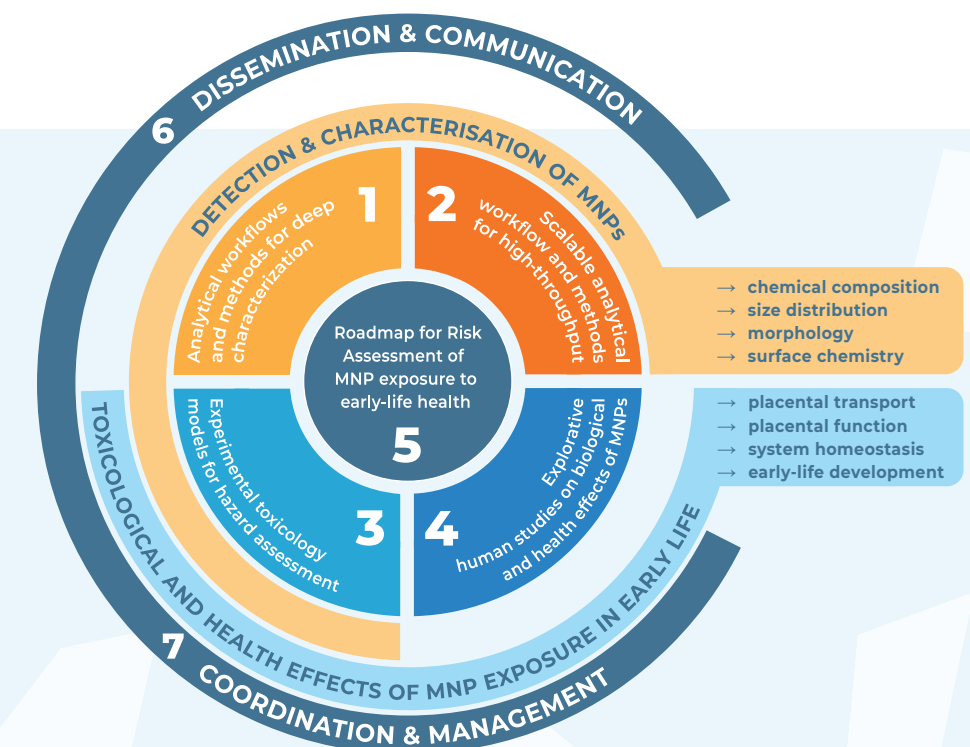 6 DISSEMINATION & COMMUNICATION
DETECTION & CHARACTERISATION OF MNPs
1
Analytical workflows
and methods for deep
characterization
2
Scalable analytical
workflow and methods
for high-throughput
→ chemical composition
→ size distribution
→ morphology
→ surface chemistry
Roadmap for Risk
Assessment of
MNP exposure to
early-life health
5
3
Experimental toxicology
models for hazard assessment
4
Explorative
human studies on biological
and health effects of MNPs
→ placental transport
→ placental function
→ system homeostasis
→ early-life development
TOXICOLOGICAL AND HEALTH EFFECTS OF MNP EXPOSURE IN EARLY LIFE
7 COORDINATION & MANAGEMENT